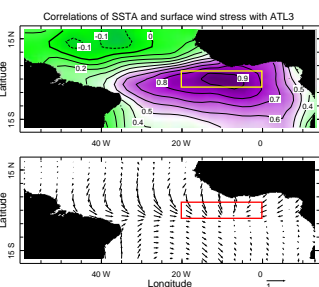 Correlations of SSTA and surface wind stress with ATL3
15 N
-0.1
-0.1
0
0.2
0.8
0.9
0.5
0.4
0.7
0.5
0.4
0.6
Latitude
15 S
40 W
20 W
0
15 N
Latitude
15 S
40 W
20 W
0
Longitude
1